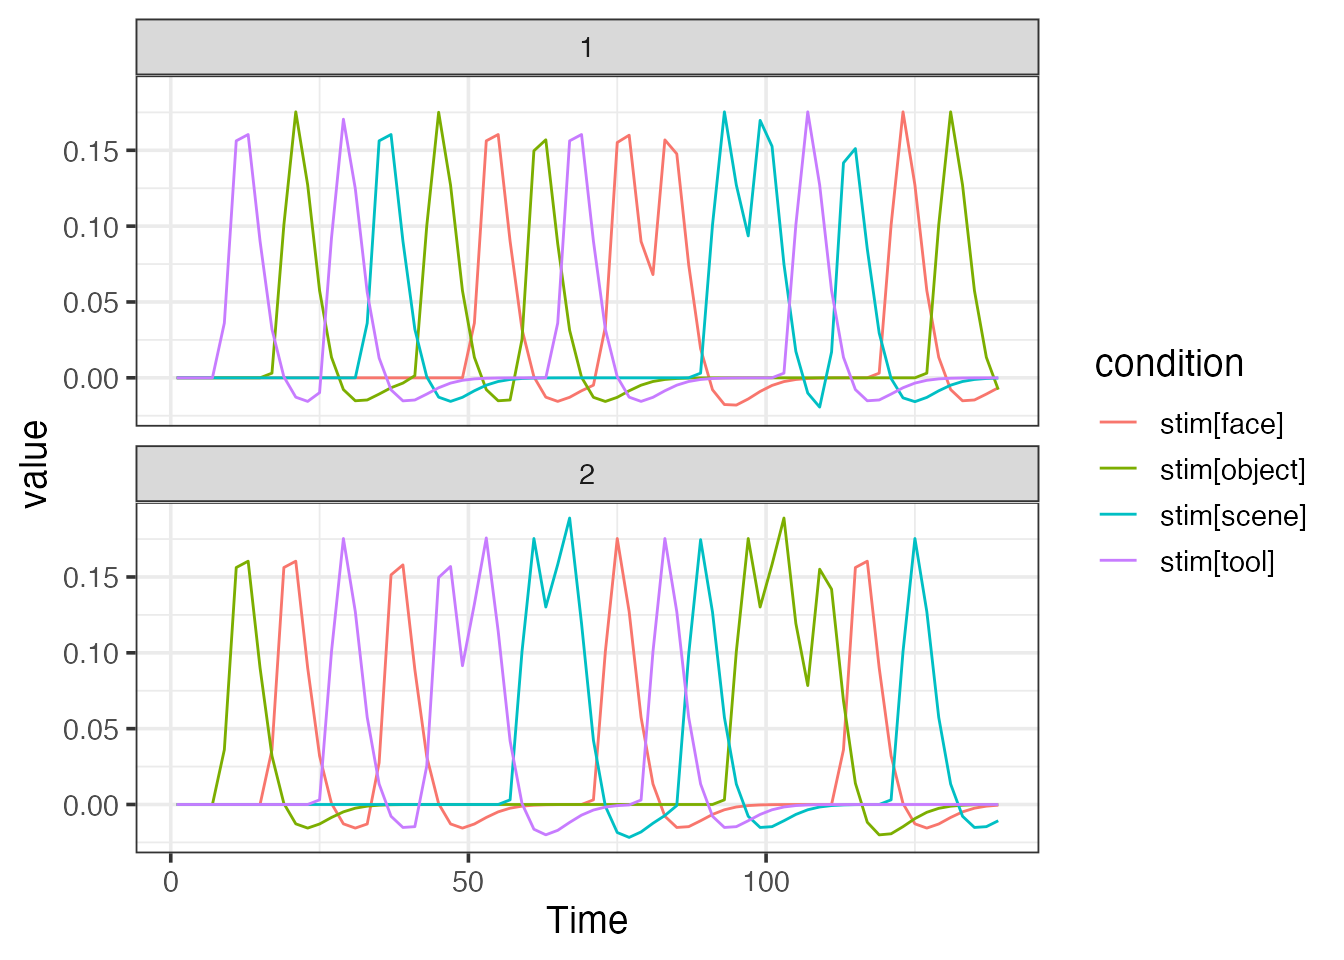 1
0.15
0.10
0.05
0.00
2
0.15
0.10
0.05
0.00
0
50
100
Time
value
condition
stim[face]
stim[object]
stim[scene]
stim[tool]